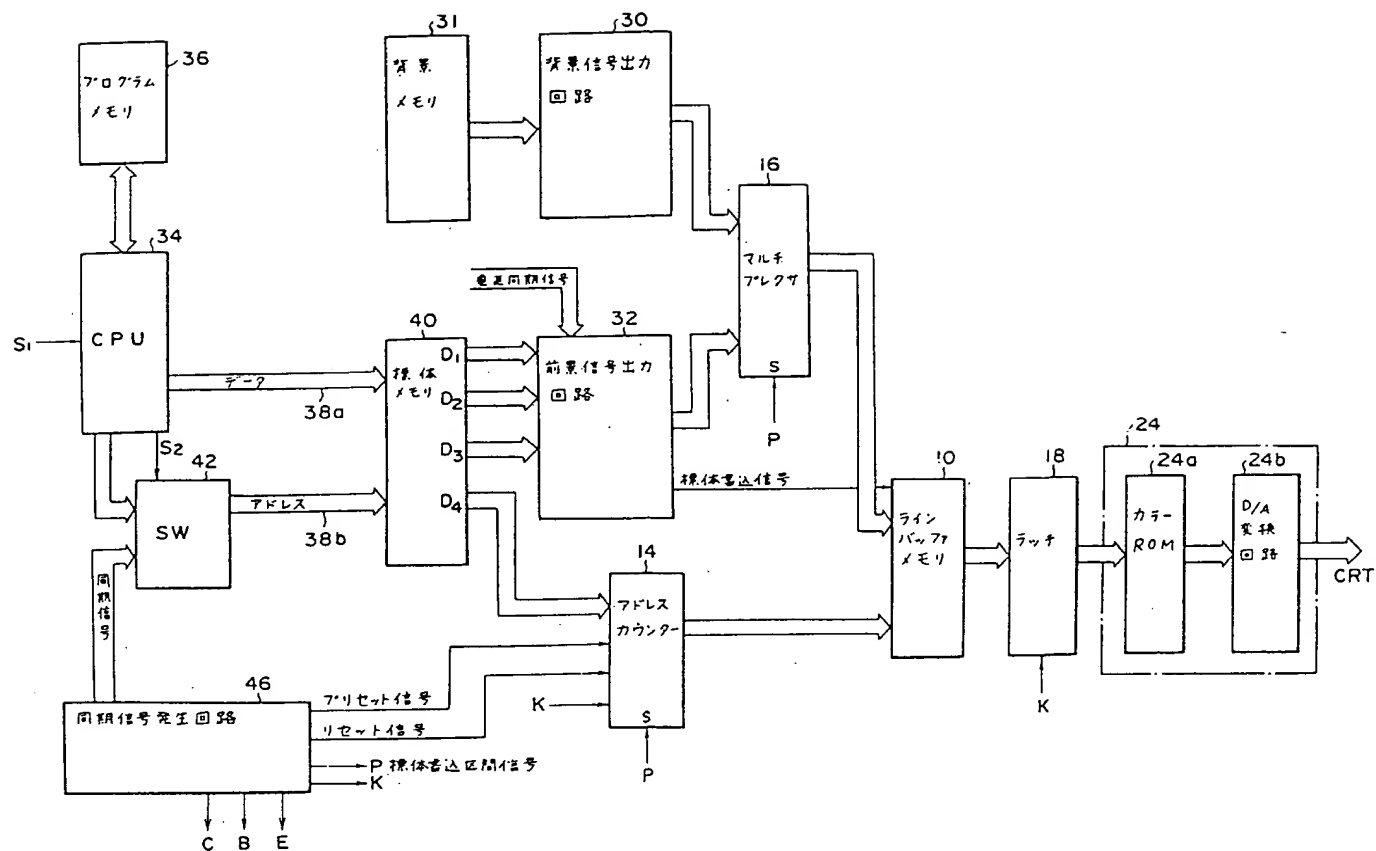 36
プログラム
メモリ
31
背景
メモリ
30
背景信号出力
回路
16
マルチ
プレクサ
S
P
34
CPU
S1
S2
データ
38a
42
SW
アドレス
38b
同期信号
40
標体
メモリ
D1
D2
D3
D4
垂直同期信号
32
前景信号出力
回路
標体書込信号
14
アドレス
カウンター
S
K
P
10
ライン
バッファ
メモリ
18
ラッチ
K
24
24a
カラー
ROM
24b
D/A
変換
回路
CRT
46
同期信号発生回路
プリセット信号
リセット信号
P 標体書込区間信号
K
C
B
E